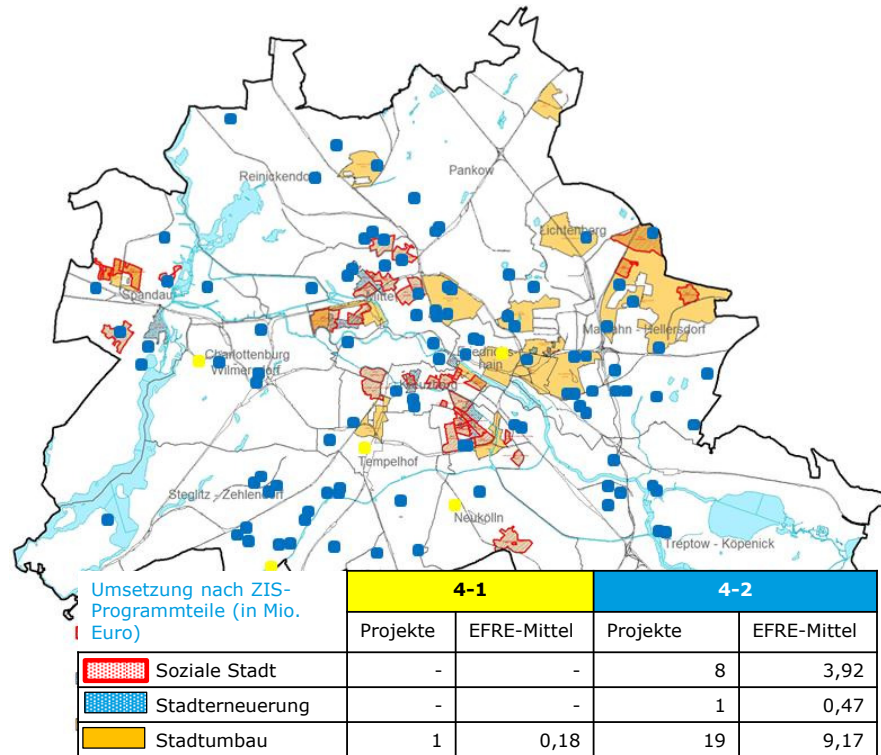 Reinickendorf
Pankow
Lichtenberg
Spandau
Mitte
Marzahn - Hellersdorf
Charlottenburg
Wilmersdorf
Friedrichs-
hain
Kreuzberg
Tempelhof
Steglitz - Zehlendorf
Neukölln
Treptow - Köpenick
Umsetzung nach ZIS-
Programmteile (in Mio.
Euro)
4-1 4-2
Projekte EFRE-Mittel Projekte EFRE-Mittel
Soziale Stadt - - 8 3,92
Stadterneuerung - - 1 0,47
Stadtumbau 1 0,18 19 9,17